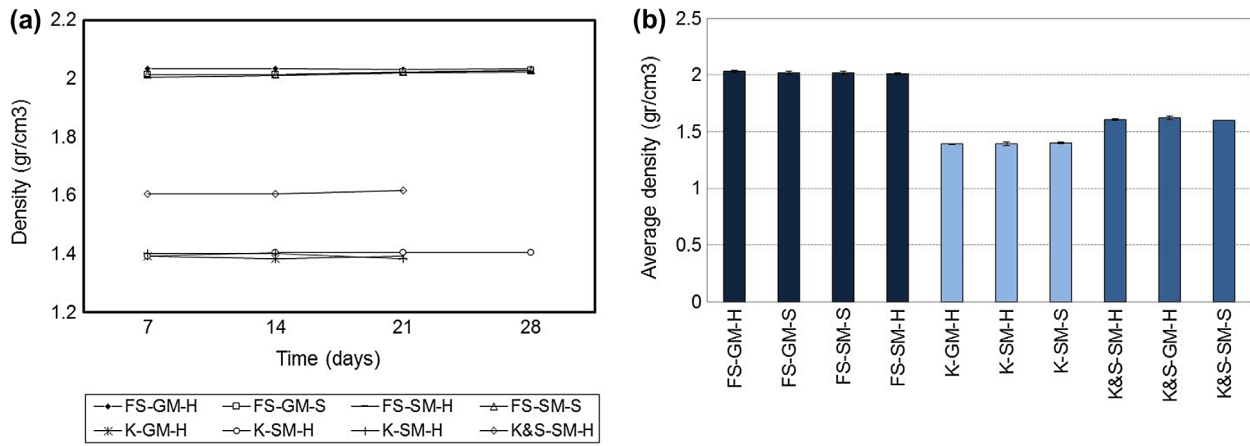 (a)
Density (gr/cm3)
2.2
2
1.8
1.6
1.4
1.2
7 14 21 28
Time (days)
FS-GM-H FS-GM-S FS-SM-H FS-SM-S
K-GM-H K-SM-H K-SM-H K&S-SM-H
(b)
Average density (gr/cm3)
2.5
2
1.5
1
0.5
0
FS-GM-H
FS-GM-S
FS-SM-S
FS-SM-H
K-GM-H
K-SM-H
K-SM-S
K&S-SM-H
K&S-GM-H
K&S-SM-S